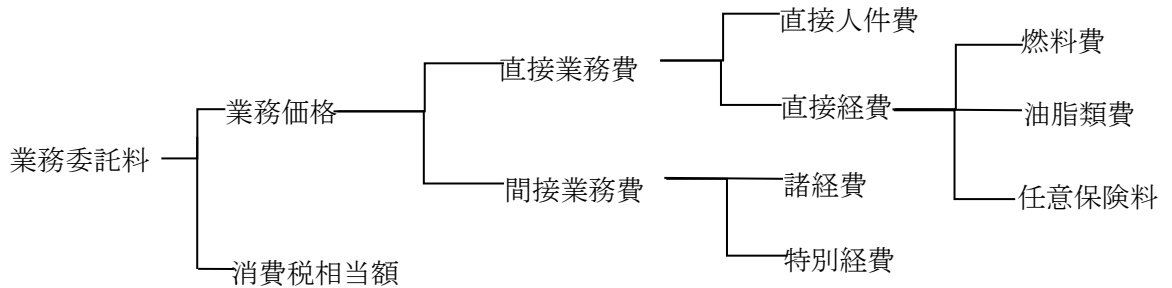 業務委託料
業務価格
消費税相当額
直接業務費
間接業務費
直接人件費
直接経費
諸経費
特別経費
燃料費
油脂類費
任意保険料